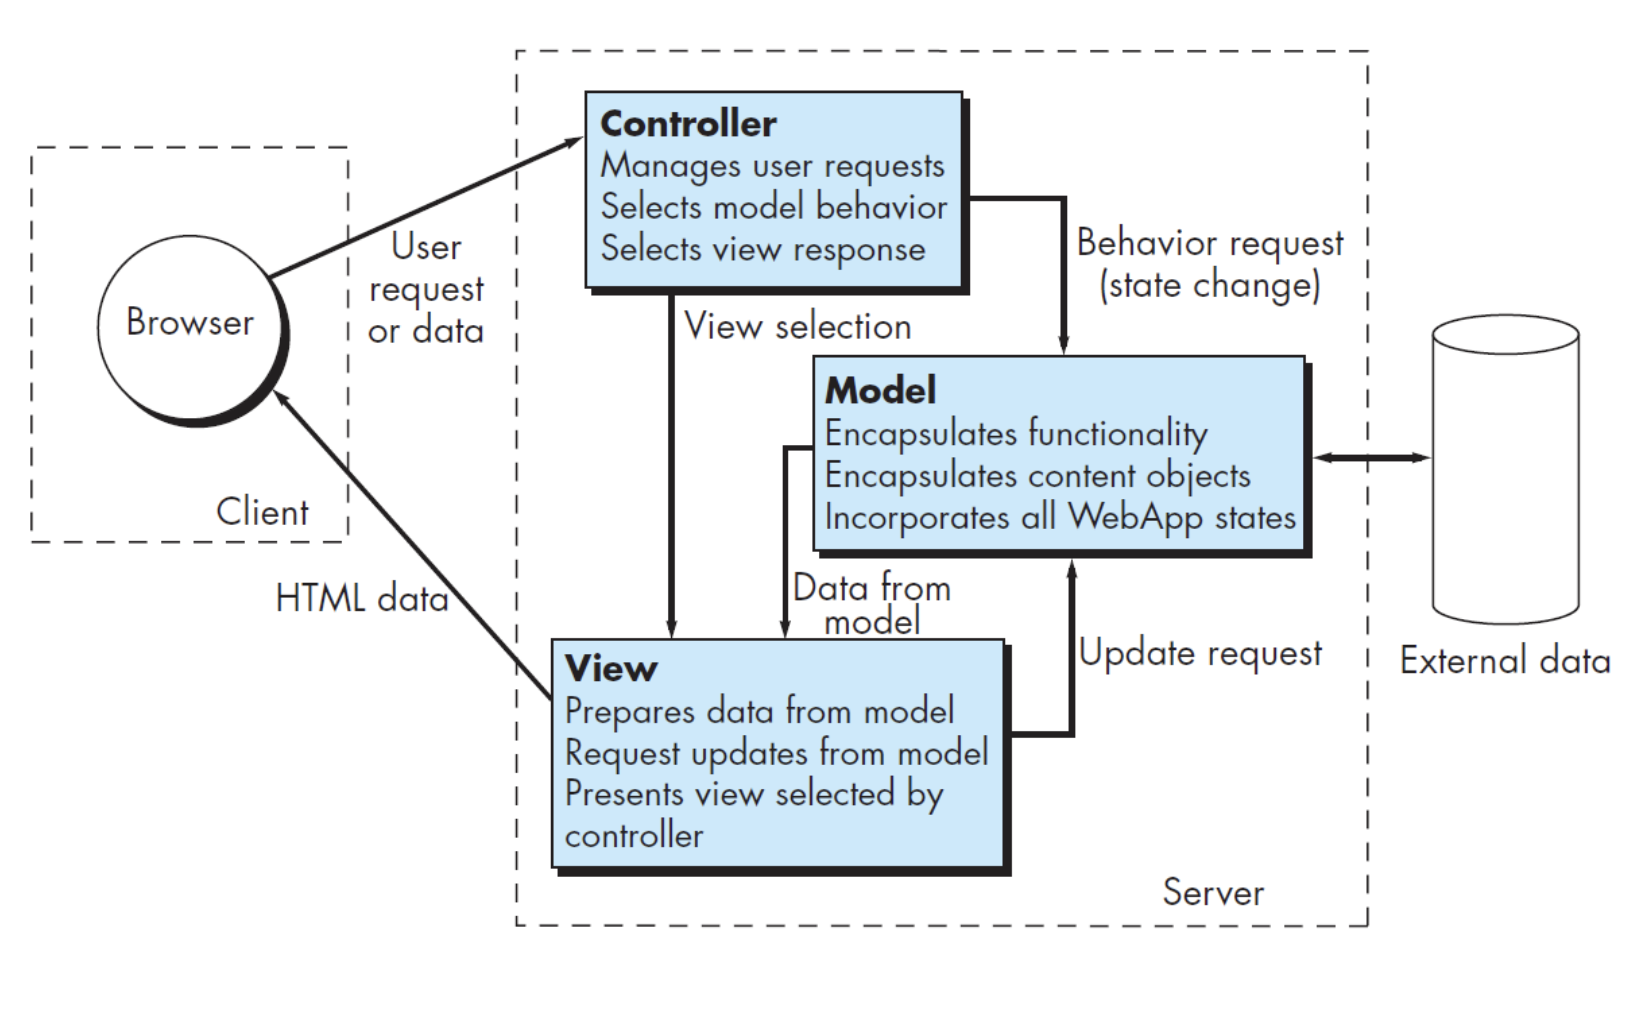 Controller
Manages user requests
Selects model behavior
Selects view response
User
request
or data
Browser
Client
HTML data
View selection
Behavior request
(state change)
Model
Encapsulates functionality
Encapsulates content objects
Incorporates all WebApp states
Data from
model
Update request
External data
View
Prepares data from model
Request updates from model
Presents view selected by
controller
Server